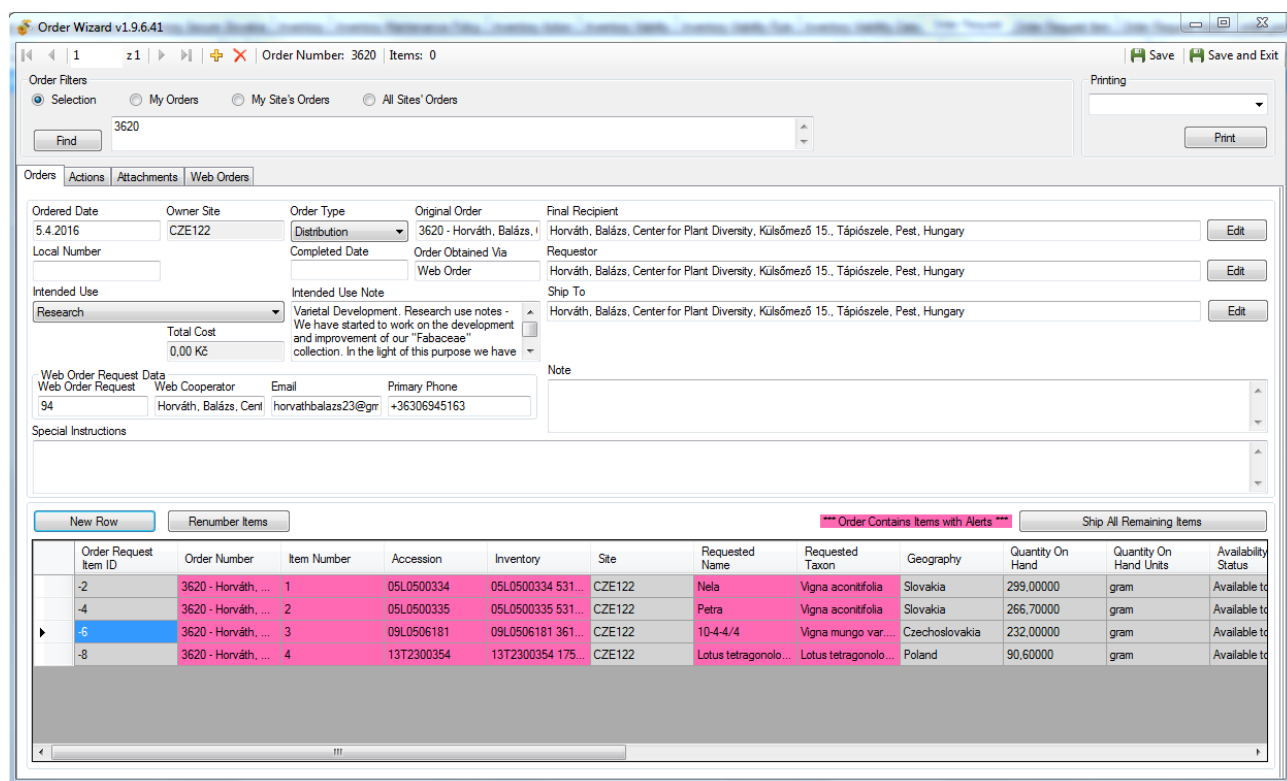 Order Wizard v1.9.6.41
1 z 1 Order Number: 3620 Items: 0 Save Save and Exit
Order Filters Printing
Selection My Orders My Site's Orders All Sites' Orders
Find 3620 Print
Orders Actions Attachments Web Orders
Ordered Date Owner Site Order Type Original Order Final Recipient
5.4.2016 CZE122 Distribution 3620 - Horváth, Balázs, Horváth, Balázs, Center for Plant Diversity, Külsőmező 15., Tápiószele, Pest, Hungary Edit
Local Number Completed Date Order Obtained Via Requestor
Web Order Horváth, Balázs, Center for Plant Diversity, Külsőmező 15., Tápiószele, Pest, Hungary Edit
Intended Use Intended Use Note Ship To
Research Varietal Development. Research use notes - Horváth, Balázs, Center for Plant Diversity, Külsőmező 15., Tápiószele, Pest, Hungary Edit
We have started to work on the development
Total Cost and improvement of our "Fabaceae"
0,00 Kč collection. In the light of this purpose we have
Note
Web Order Request Data
Web Order Request Web Cooperator Email Primary Phone
94 Horváth, Balázs, Cent horvathbalazs23@gm +36306945163
Special Instructions
New Row Renumber Items *** Order Contains Items with Alerts *** Ship All Remaining Items
Order Request Item ID Order Number Item Number Accession Inventory Site Requested Name Requested Taxon Geography Quantity On Hand Quantity On Hand Units Availability Status
-2 3620 - Horváth, ... 1 05L0500334 05L0500334 531... CZE122 Nela Vigna aconitifolia Slovakia 299,00000 gram Available to
-4 3620 - Horváth, ... 2 05L0500335 05L0500335 531... CZE122 Petra Vigna aconitifolia Slovakia 266,70000 gram Available to
-6 3620 - Horváth, ... 3 09L0506181 09L0506181 361... CZE122 10-4-4/4 Vigna mungo var.... Czechoslovakia 232,00000 gram Available to
-8 3620 - Horváth, ... 4 13T2300354 13T2300354 175... CZE122 Lotus tetragonolo... Lotus tetragonolo... Poland 90,60000 gram Available to